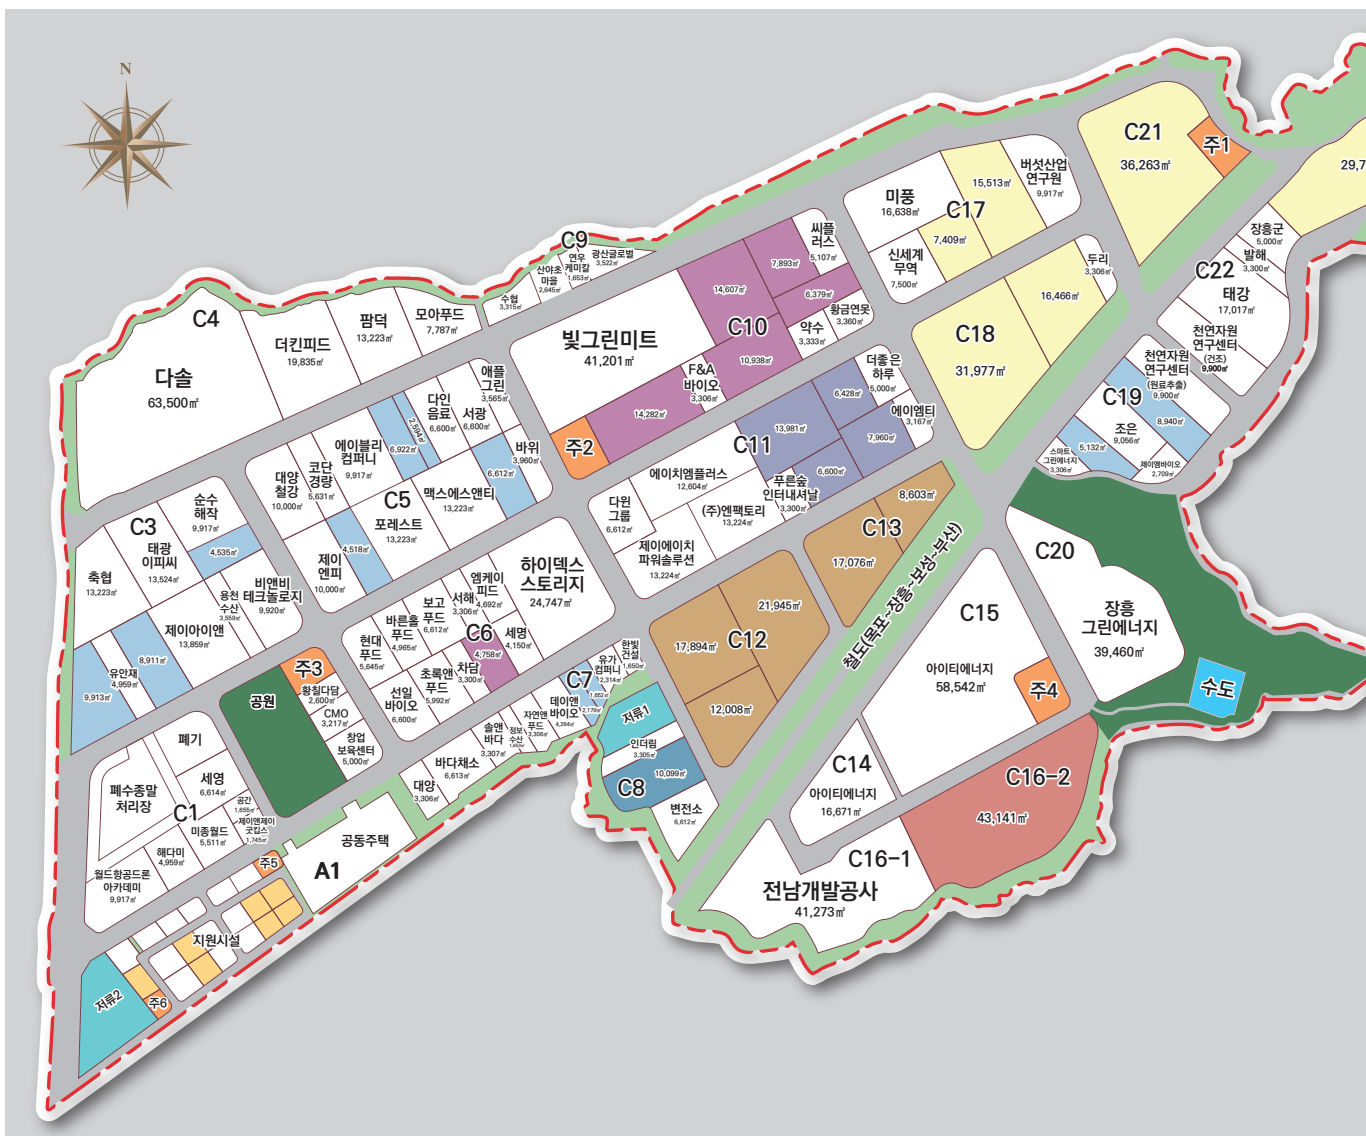 N
C4
다솔
63,500㎡
더킨피드
19,835㎡
팜덕
13,223㎡
모아푸드
7,787㎡
C9
수협
3,315㎡
산야초
마을
2,645㎡
연우
케미칼
1,653㎡
광산글로벌
3,522㎡
빛그린미트
41,201㎡
C10
14,607㎡
7,893㎡
씨플
러스
5,107㎡
6,379㎡
황금연못
3,360㎡
약수
3,333㎡
10,938㎡
F&A
바이오
3,306㎡
14,282㎡
주2
C17
미풍
16,638㎡
15,513㎡
버섯산업
연구원
9,917㎡
신세계
무역
7,500㎡
7,409㎡
C21
36,263㎡
주1
29,7
C18
31,977㎡
16,466㎡
두리
3,306㎡
C22
장흥군
5,000㎡
발해
3,300㎡
태강
17,017㎡
천연자원
연구센터
(건조)
9,900㎡
C19
천연자원
연구센터
(원료추출)
9,900㎡
8,940㎡
조은
9,056㎡
5,132㎡
스마트
그린에너지
3,306㎡
제이엠바이오
2,709㎡
C5
대양
철강
10,000㎡
코단
경량
5,631㎡
에이블리
컴퍼니
9,917㎡
6,922㎡
2,594㎡
다인
음료
6,600㎡
서광
6,600㎡
애플
그린
3,565㎡
바위
3,960㎡
6,612㎡
맥스에스앤티
13,223㎡
포레스트
13,223㎡
4,518㎡
제이
엔피
10,000㎡
C11
에이치엠플러스
12,604㎡
13,981㎡
6,428㎡
더좋은
하루
5,000㎡
에이엠티
3,167㎡
7,960㎡
6,600㎡
푸른숲
인터내셔날
3,300㎡
(주)엔팩토리
13,224㎡
다윈
그룹
6,612㎡
제이에이치
파워솔루션
13,224㎡
C3
순수
해작
9,917㎡
4,535㎡
태광
이피씨
13,524㎡
축협
13,223㎡
비앤비
테크놀로지
9,920㎡
용천
수산
3,559㎡
제이아이앤
13,859㎡
8,911㎡
유안재
4,959㎡
9,913㎡
C6
하이덱스
스토리지
24,747㎡
엠케이
피드
4,692㎡
서해
3,306㎡
보고
푸드
6,612㎡
바른홀
푸드
4,965㎡
현대
푸드
5,645㎡
세명
4,150㎡
4,758㎡
차담
3,300㎡
초록앤
푸드
5,992㎡
선일
바이오
6,600㎡
C13
8,603㎡
17,076㎡
C12
21,945㎡
17,894㎡
12,008㎡
철도(목포~장흥~보성~부산)
C20
장흥
그린에너지
39,460㎡
수도
C15
아이티에너지
58,542㎡
주4
C14
아이티에너지
16,671㎡
C16-2
43,141㎡
C16-1
전남개발공사
41,273㎡
C7
한빛
건설
1,650㎡
유가
컴퍼니
2,314㎡
1,652㎡
2,179㎡
데이앤
바이오
4,294㎡
자연앤
푸드
3,306㎡
정보
수산
솔앤
바다
3,307㎡
바다채소
6,613㎡
대양
3,306㎡
저류1
인더림
3,305㎡
C8
10,099㎡
변전소
6,612㎡
주3
공원
황칠다담
2,600㎡
CMO
3,217㎡
창업
보육센터
5,000㎡
C1
폐기
폐수종말
처리장
세영
6,614㎡
공간
1,655㎡
제이앤제이
굿킵스
1,745㎡
미종월드
5,511㎡
해다미
4,959㎡
월드항공드론
아카데미
9,917㎡
공동주택
A1
주5
지원시설
저류2
주6